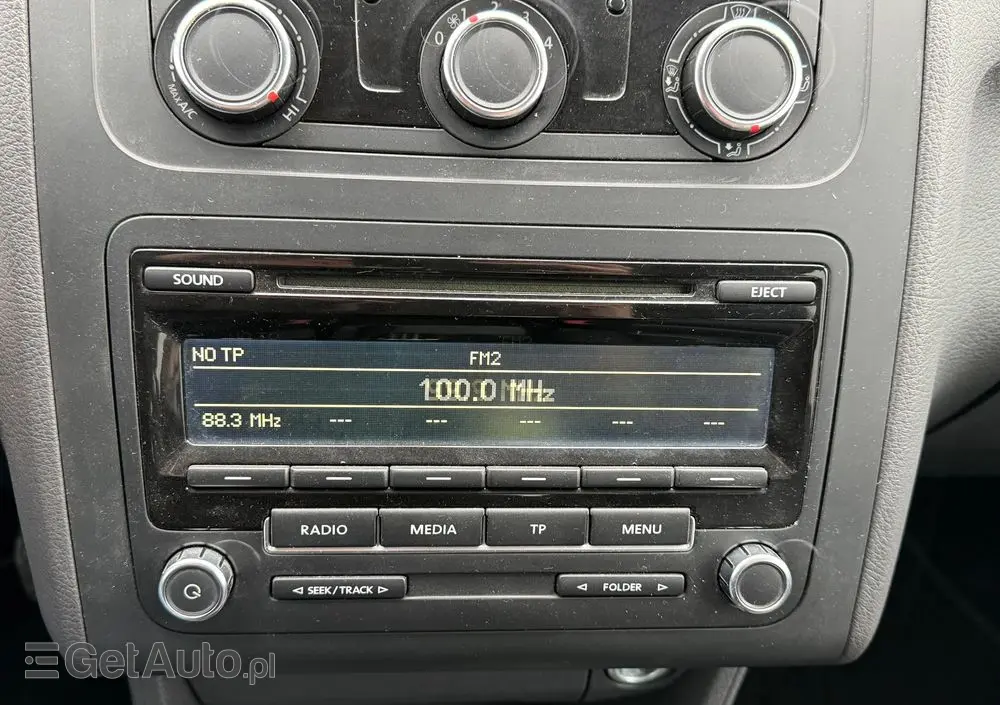 0 1 2 3 4
MAX A/C HI
SOUND
EJECT
NO TP FM2
100.0 MHz
88.3 MHz --- --- --- --- ---
RADIO MEDIA TP MENU
SEEK/TRACK FOLDER
GetAuto.pl